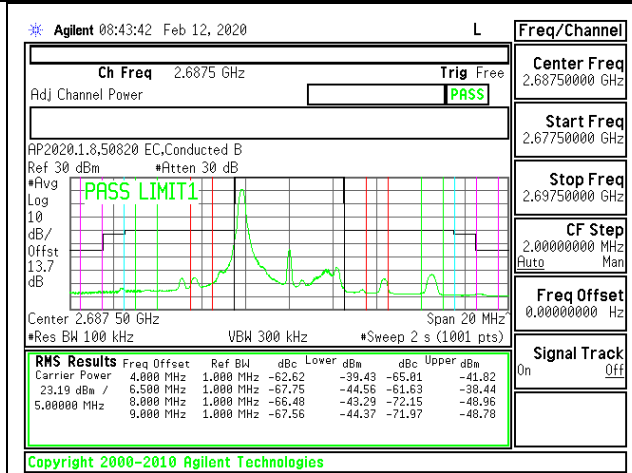 Agilent 08:43:42 Feb 12, 2020 L
Freq/Channel
Ch Freq 2.6875 GHz Trig Free
Adj Channel Power PASS
Center Freq
2.68750000 GHz
Start Freq
2.67750000 GHz
Stop Freq
2.69750000 GHz
CF Step
2.00000000 MHz
Auto Man
Freq Offset
0.00000000 Hz
Signal Track
On Off
AP2020.1.8,50820 EC,Conducted B
Ref 30 dBm #Atten 30 dB
#Avg
Log
10
dB/
Offst
13.7
dB
PASS LIMIT1
Center 2.687 50 GHz Span 20 MHz
#Res BW 100 kHz VBW 300 kHz #Sweep 2 s (1001 pts)
RMS Results Freq Offset Ref BW dBc Lower dBm dBc Upper dBm
Carrier Power 4.000 MHz 1.000 MHz -62.62 -39.43 -65.01 -41.82
23.19 dBm / 6.500 MHz 1.000 MHz -67.75 -44.56 -61.63 -38.44
5.00000 MHz 8.000 MHz 1.000 MHz -66.48 -43.29 -72.15 -48.96
9.000 MHz 1.000 MHz -67.56 -44.37 -71.97 -48.78
Copyright 2000-2010 Agilent Technologies